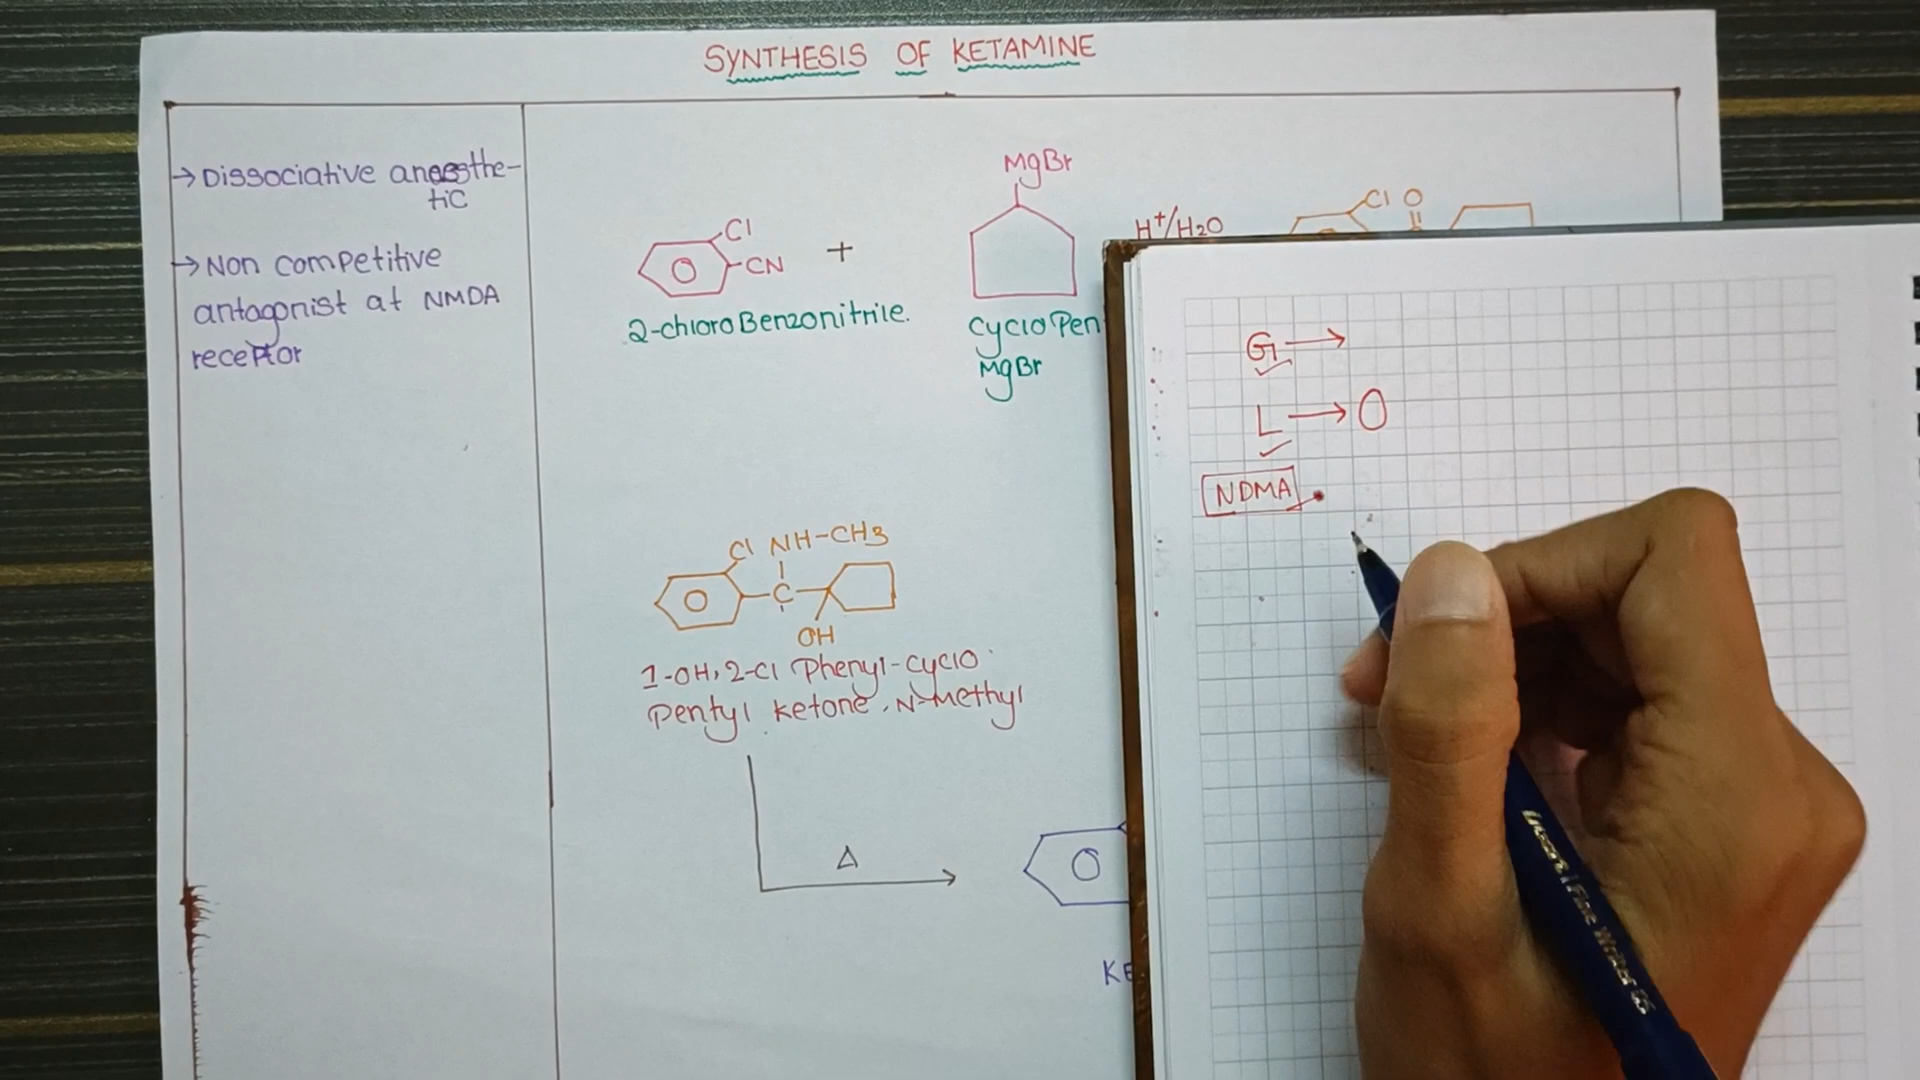 SYNTHESIS OF KETAMINE
→ Dissociative anaesthe-
tic
→ Non competitive
antagonist at NMDA
receptor
Cl
CN
+
2-chloro Benzonitrile.
MgBr
Cyclo Pen
MgBr
H+/H2O
Cl O
Cl NH-CH3
C
OH
1-OH, 2-Cl Phenyl-cyclo
Pentyl ketone, N-methyl
Δ
KE
G →
L → O
NDMA